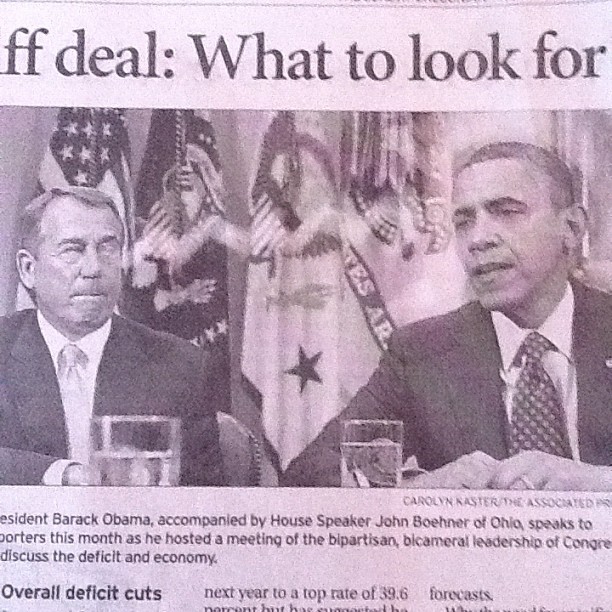 ff deal: What to look for
CAROLYN KASTER/THE ASSOCIATED PR
esident Barack Obama, accompanied by House Speaker John Boehner of Ohio, speaks to
porters this month as he hosted a meeting of the bipartisan, bicameral leadership of Congre
discuss the deficit and economy.
Overall deficit cuts
next year to a top rate of 39.6
percent but has suggested he
forecasts.